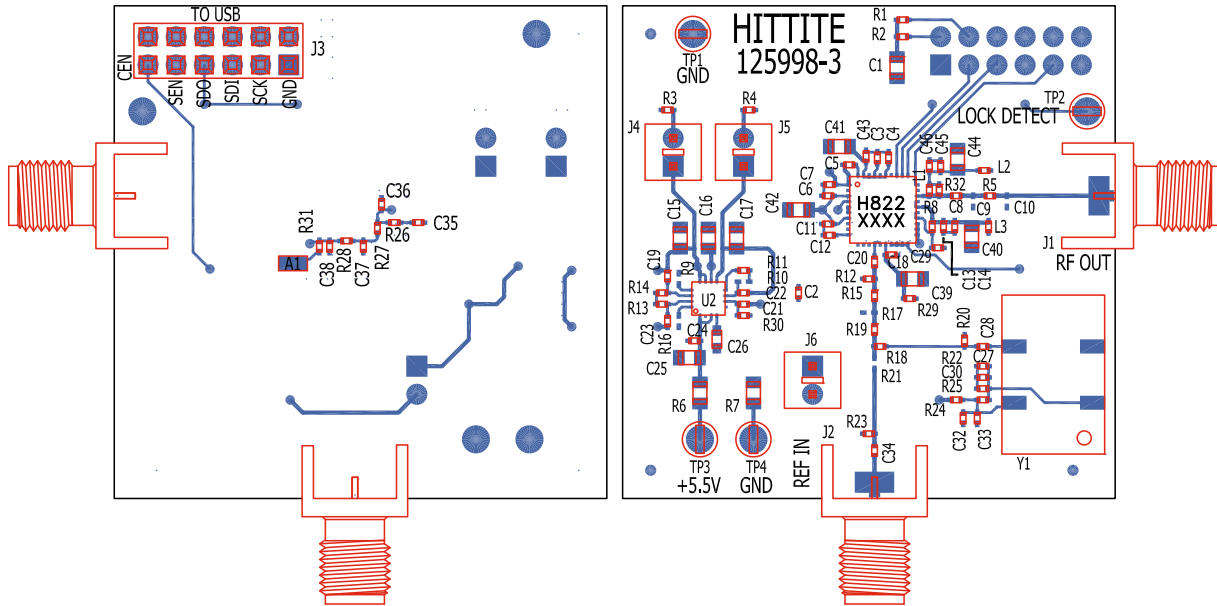 TO USB
J3
CEN
SEN
SDO
SDI
SCK
GND
C36
R31
R26
C35
A1
C38
R28
C37
R27
HITTITE
125998-3
TP1
GND
R1
R2
C1
TP2
LOCK DETECT
R3
R4
J4
J5
C41
C43
C3
C4
C46
C45
C44
C5
C7
C6
L1
L2
R32
R5
H822
XXXX
C42
C15
C16
C17
C11
C12
R8
C8
C9
C10
L3
C40
J1
RF OUT
C19
R9
R11
R10
C20
C18
C29
C13
C14
R12
R14
R13
U2
C22
C21
C2
R15
C39
R29
C23
R16
C24
R30
R17
R19
R20
C28
C26
C25
J6
R18
R22
C27
C30
R25
R21
R24
R6
R7
R23
J2
C32
C33
C34
TP3
+5.5V
TP4
GND
REF IN
Y1